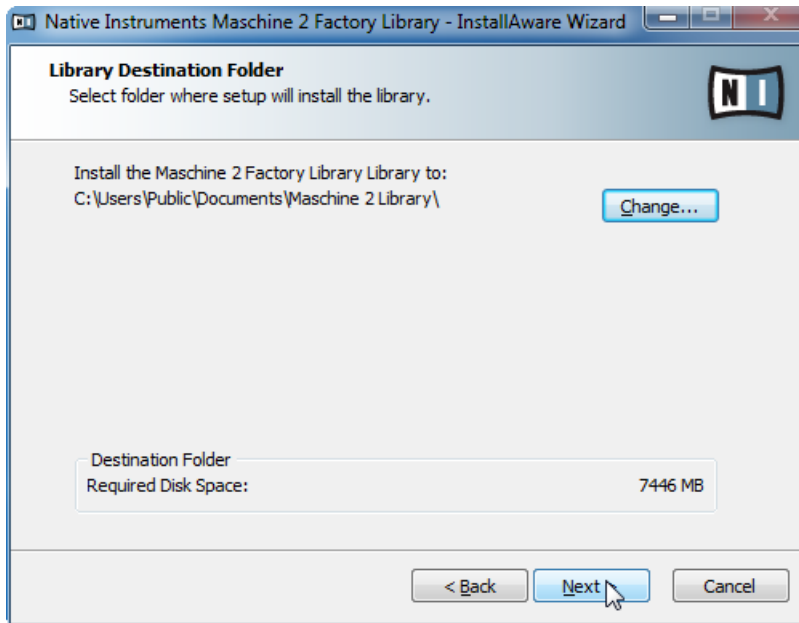 Native Instruments Maschine 2 Factory Library - InstallAware Wizard
Library Destination Folder
Select folder where setup will install the library.
N I
Install the Maschine 2 Factory Library Library to:
C:\Users\Public\Documents\Maschine 2 Library\
Change...
Destination Folder
Required Disk Space: 7446 MB
< Back Next > Cancel